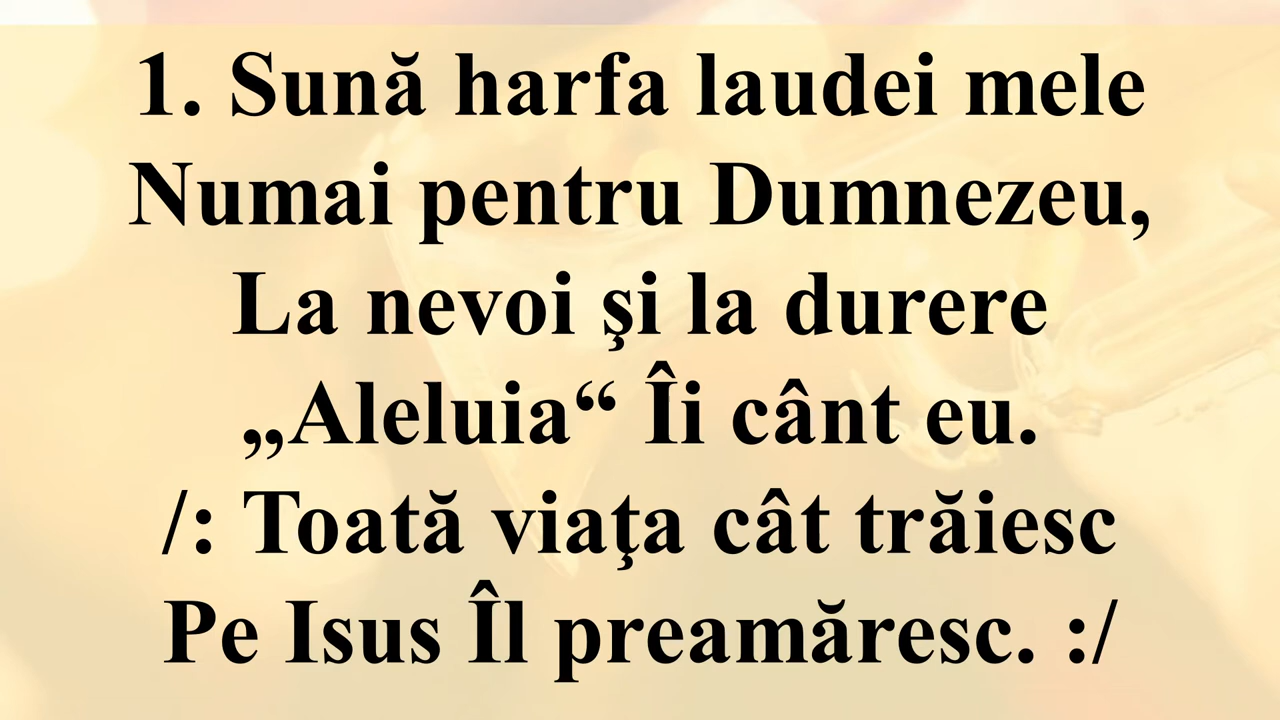 1. Sună harfa laudei mele
Numai pentru Dumnezeu,
La nevoi şi la durere
„Aleluia“ Îi cânt eu.
/: Toată viaţa cât trăiesc
Pe Isus Îl preamăresc. :/